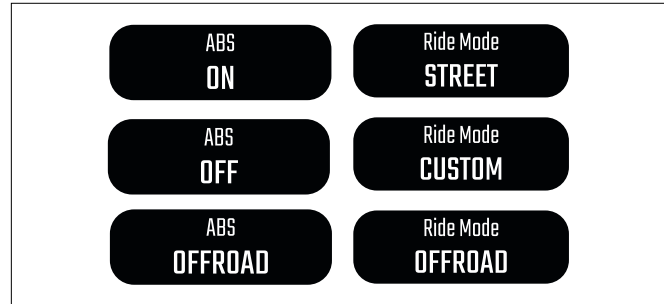 ABS
ON
Ride Mode
STREET
ABS
OFF
Ride Mode
CUSTOM
ABS
OFFROAD
Ride Mode
OFFROAD